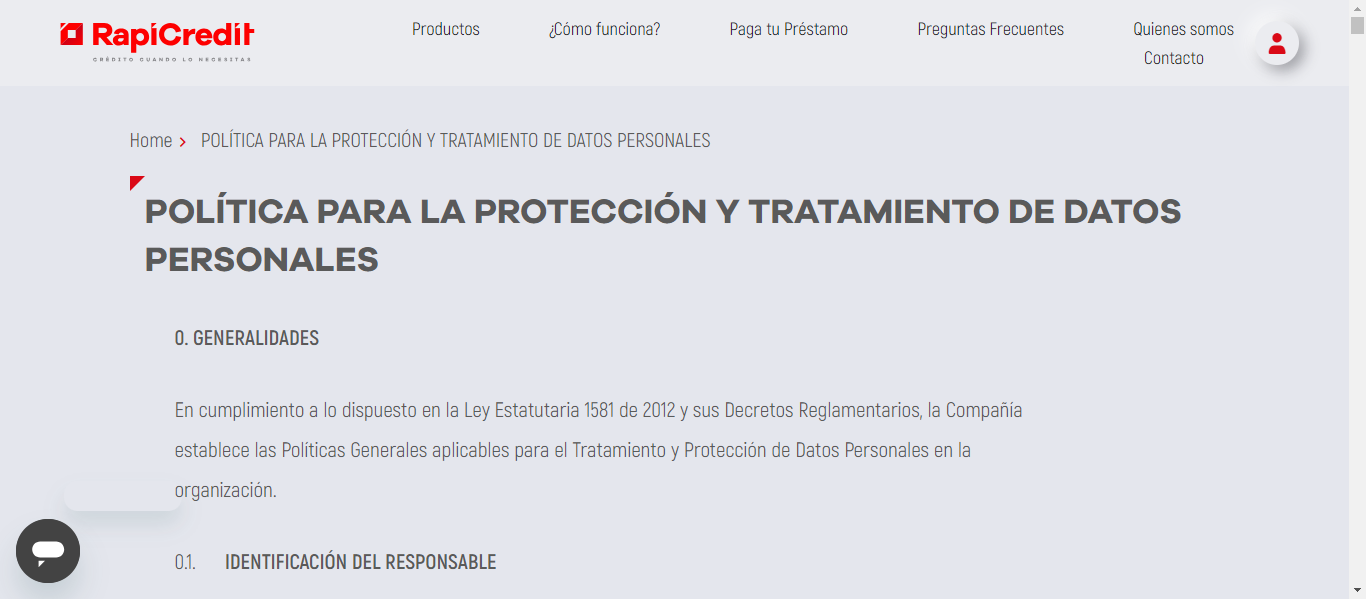 RapiCredit
CRÉDITO CUANDO LO NECESITAS
Productos
¿Cómo funciona?
Paga tu Préstamo
Preguntas Frecuentes
Quienes somos
Contacto
Home
POLÍTICA PARA LA PROTECCIÓN Y TRATAMIENTO DE DATOS PERSONALES
POLÍTICA PARA LA PROTECCIÓN Y TRATAMIENTO DE DATOS
PERSONALES
0. GENERALIDADES
En cumplimiento a lo dispuesto en la Ley Estatutaria 1581 de 2012 y sus Decretos Reglamentarios, la Compañía
establece las Políticas Generales aplicables para el Tratamiento y Protección de Datos Personales en la
organización.
0.1. IDENTIFICACIÓN DEL RESPONSABLE